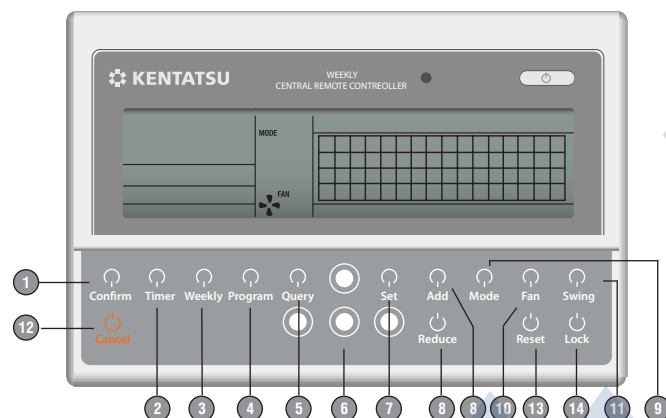 KENTATSU
WEEKLY
CENTRAL REMOTE CONTREOLLER
MODE
FAN
1
Confirm Timer Weekly Program Query Set Add Mode Fan Swing
12
Cancel Reduce Reset Lock
2 3 4 5 6 7 8 8 10 13 14 11 9